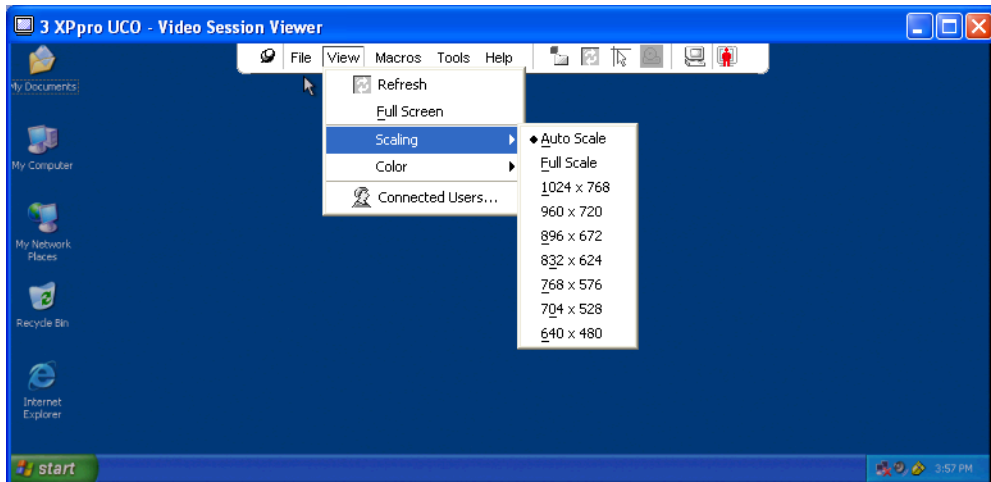 3 XPpro UCO - Video Session Viewer
File View Macros Tools Help
My Documents
My Computer
My Network
Places
Recycle Bin
Internet
Explorer
Refresh
Full Screen
Scaling
Color
Connected Users...
Auto Scale
Full Scale
1024 x 768
960 x 720
896 x 672
832 x 624
768 x 576
704 x 528
640 x 480
start
3:57 PM